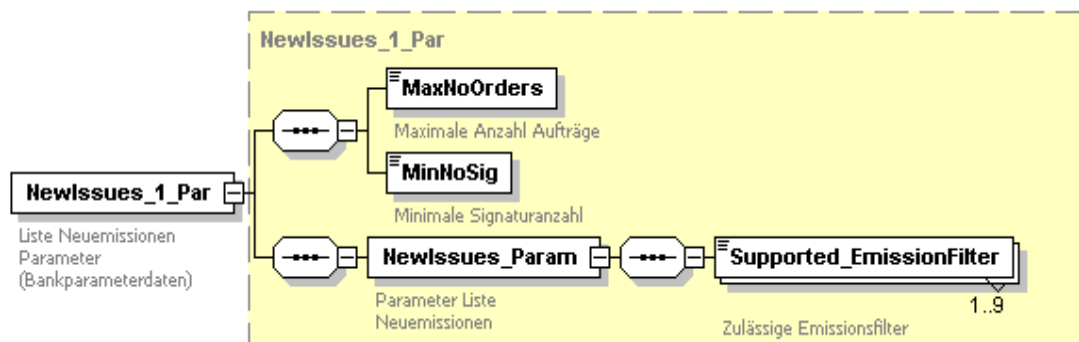 NewIssues_1_Par
MaxNoOrders
Maximale Anzahl Aufträge
MinNoSig
Minimale Signaturanzahl
NewIssues_1_Par
Liste Neuemissionen
Parameter
(Bankparameterdaten)
NewIssues_Param
Parameter Liste
Neuemissionen
Supported_EmissionFilter
1..9
Zulässige Emissionsfilter